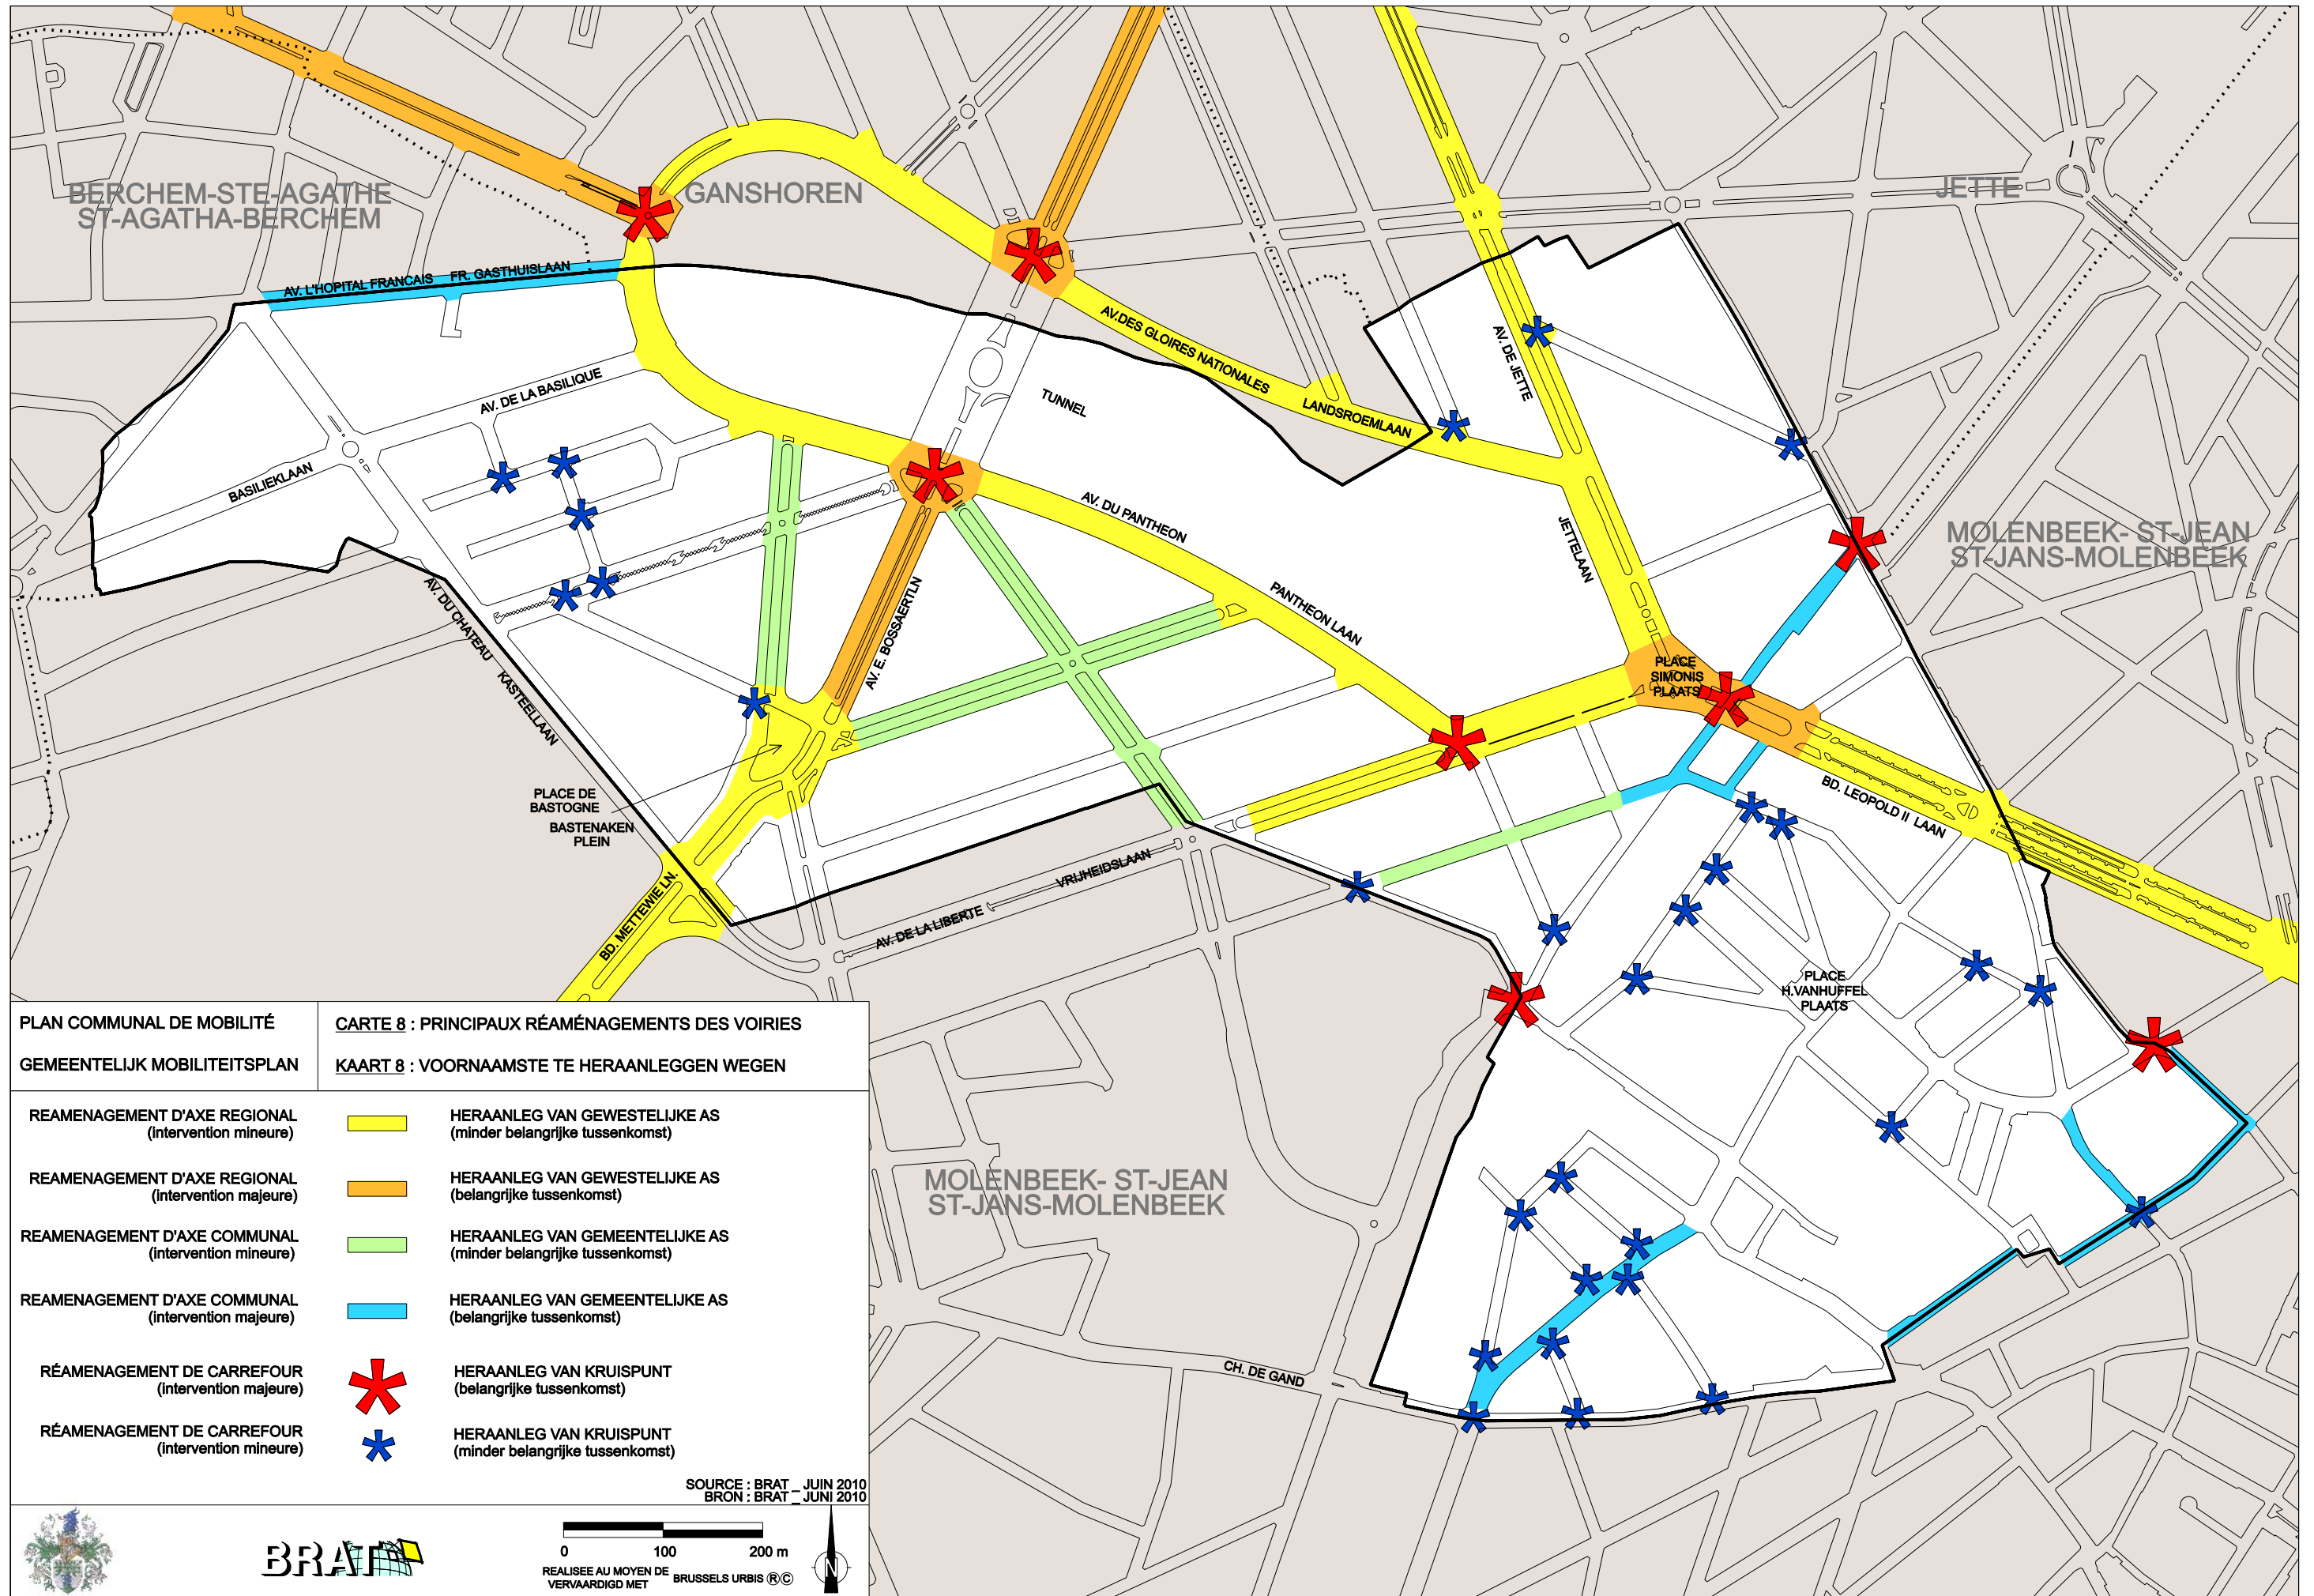 BERCHEM-STE-AGATHE
ST-AGATHA-BERCHEM
GANSHOREN
JETTE
AV. L'HOPITAL FRANCAIS FR. GASTHUISLAAN
AV.DES GLOIRES NATIONALES
LANDSROEMLAAN
AV. DE JETTE
JETTELAAN
TUNNEL
AV. DE LA BASILIQUE
BASILIEKLAAN
AV. DU PANTHEON
PANTHEON LAAN
MOLENBEEK- ST-JEAN
ST-JANS-MOLENBEEK
AV. DU CHATEAU
KASTEELLAAN
AV. E. BOSSAERTLN
PLACE
SIMONIS
PLAATS
PLACE DE
BASTOGNE
BASTENAKEN
PLEIN
BD. LEOPOLD II LAAN
BD. METTEWIE LN.
AV. DE LA LIBERTE
VRIJHEIDSLAAN
PLACE
H.VANHUFFEL
PLAATS
MOLENBEEK- ST-JEAN
ST-JANS-MOLENBEEK
CH. DE GAND
PLAN COMMUNAL DE MOBILITÉ
GEMEENTELIJK MOBILITEITSPLAN
CARTE 8 : PRINCIPAUX RÉAMÉNAGEMENTS DES VOIRIES
KAART 8 : VOORNAAMSTE TE HERAANLEGGEN WEGEN
REAMENAGEMENT D'AXE REGIONAL
(intervention mineure)
HERAANLEG VAN GEWESTELIJKE AS
(minder belangrijke tussenkomst)
REAMENAGEMENT D'AXE REGIONAL
(intervention majeure)
HERAANLEG VAN GEWESTELIJKE AS
(belangrijke tussenkomst)
REAMENAGEMENT D'AXE COMMUNAL
(intervention mineure)
HERAANLEG VAN GEMEENTELIJKE AS
(minder belangrijke tussenkomst)
REAMENAGEMENT D'AXE COMMUNAL
(intervention majeure)
HERAANLEG VAN GEMEENTELIJKE AS
(belangrijke tussenkomst)
RÉAMENAGEMENT DE CARREFOUR
(intervention majeure)
HERAANLEG VAN KRUISPUNT
(belangrijke tussenkomst)
RÉAMENAGEMENT DE CARREFOUR
(intervention mineure)
HERAANLEG VAN KRUISPUNT
(minder belangrijke tussenkomst)
SOURCE : BRAT _ JUIN 2010
BRON : BRAT _ JUNI 2010
BRAT
0 100 200 m
REALISEE AU MOYEN DE
VERVAARDIGD MET
BRUSSELS URBIS ®©
N